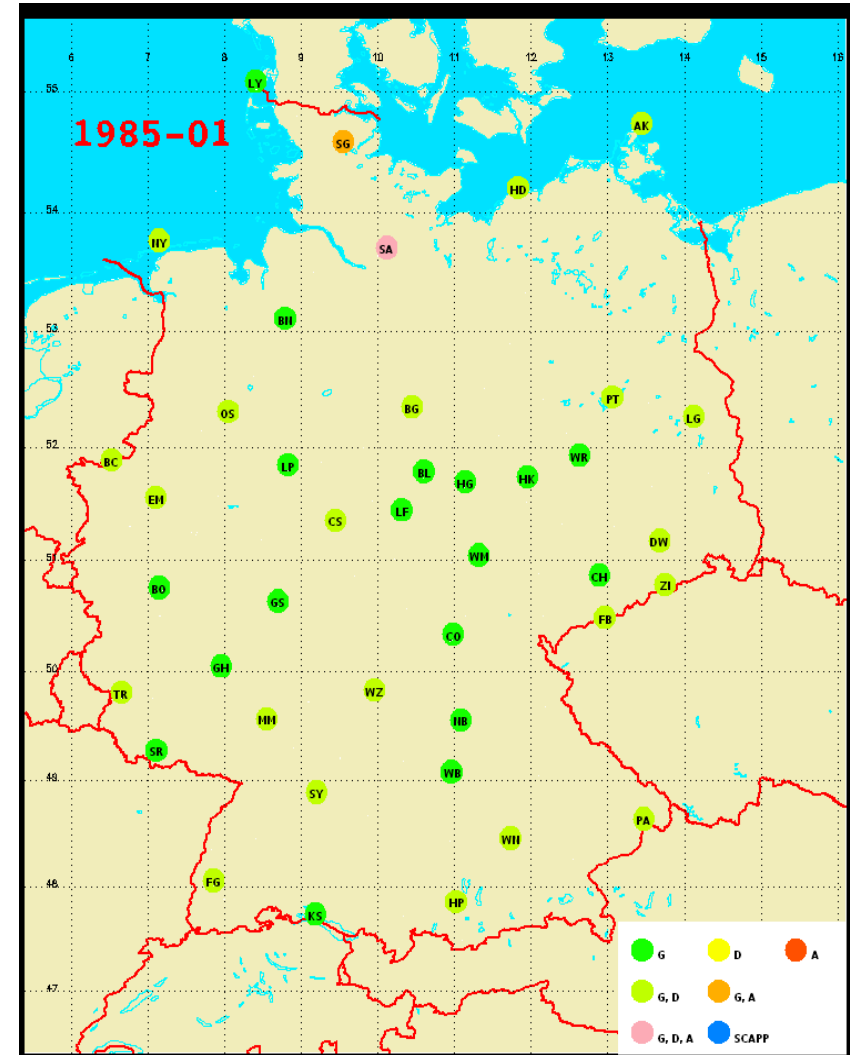 6 7 8 9 10 11 12 13 14 15 16
LY
55
AK
1985-01
SG
HD
54
NY
SA
BN
53
PT
BG
OS
LG
52
WR
BC
LP
BL
HG
HK
EM
LF
CS
DW
WM
51
CH
ZI
BO
GS
FB
CO
GH
50
TR
WZ
MM
NB
SR
WB
49
SY
PA
WN
FG
48
HP
KS
G D A
47
G, D G, A
G, D, A SCAPP